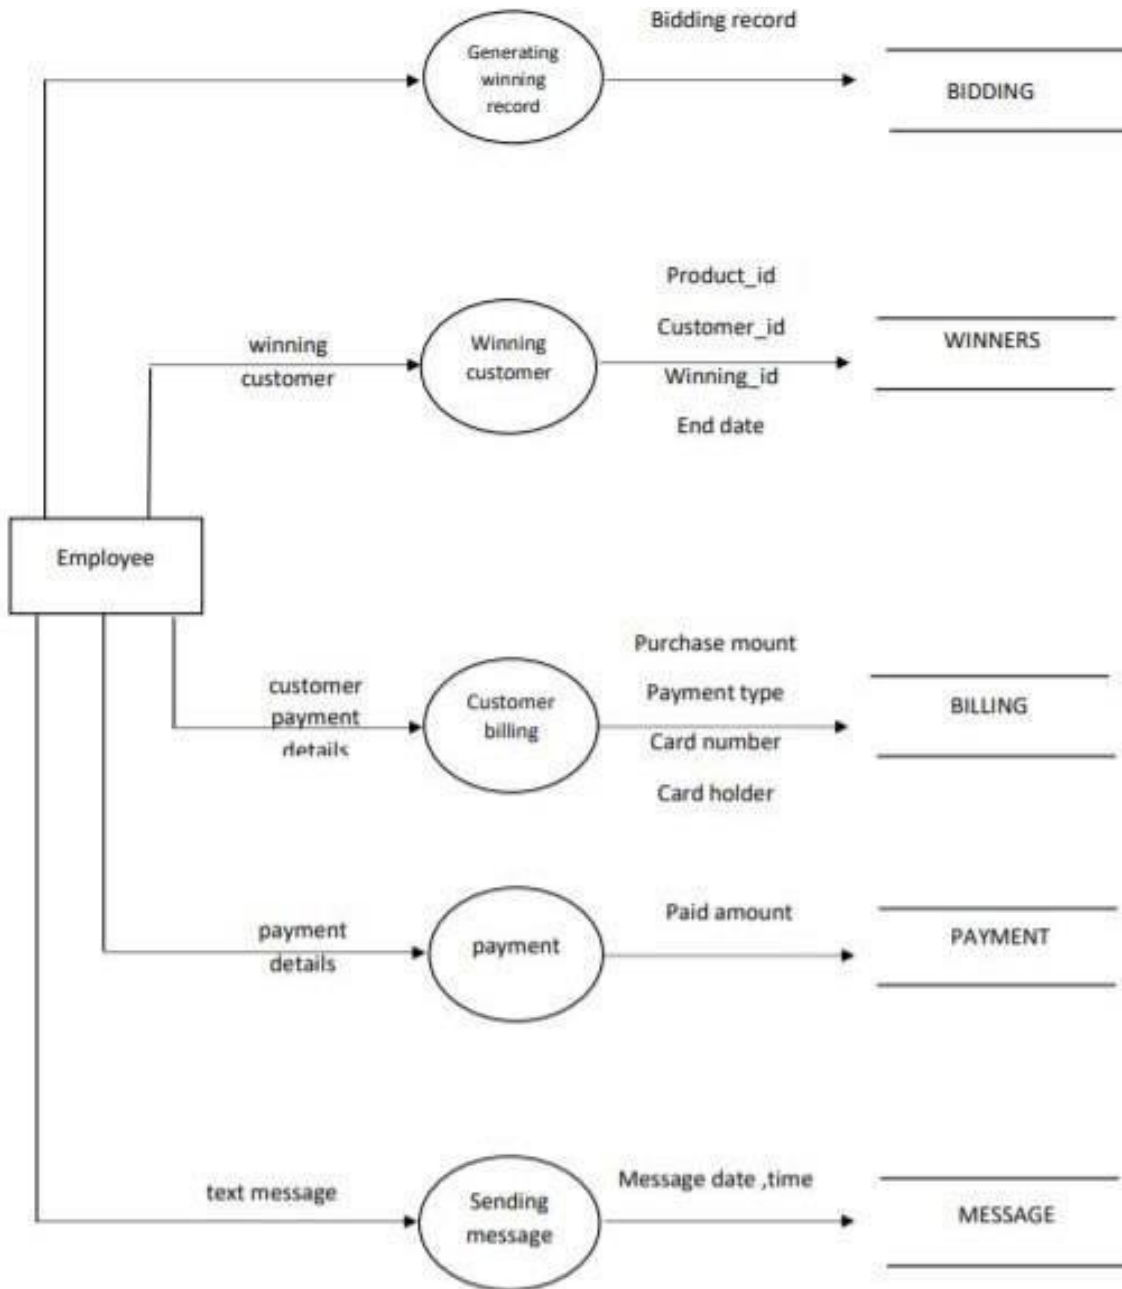 Bidding record
Generating
winning
record
BIDDING
Product_id
Customer_id
Winning_id
End date
winning
customer
Winning
customer
WINNERS
Employee
Purchase mount
Payment type
Card number
Card holder
customer
payment
details
Customer
billing
BILLING
payment
details
payment
Paid amount
PAYMENT
text message
Sending
message
Message date ,time
MESSAGE